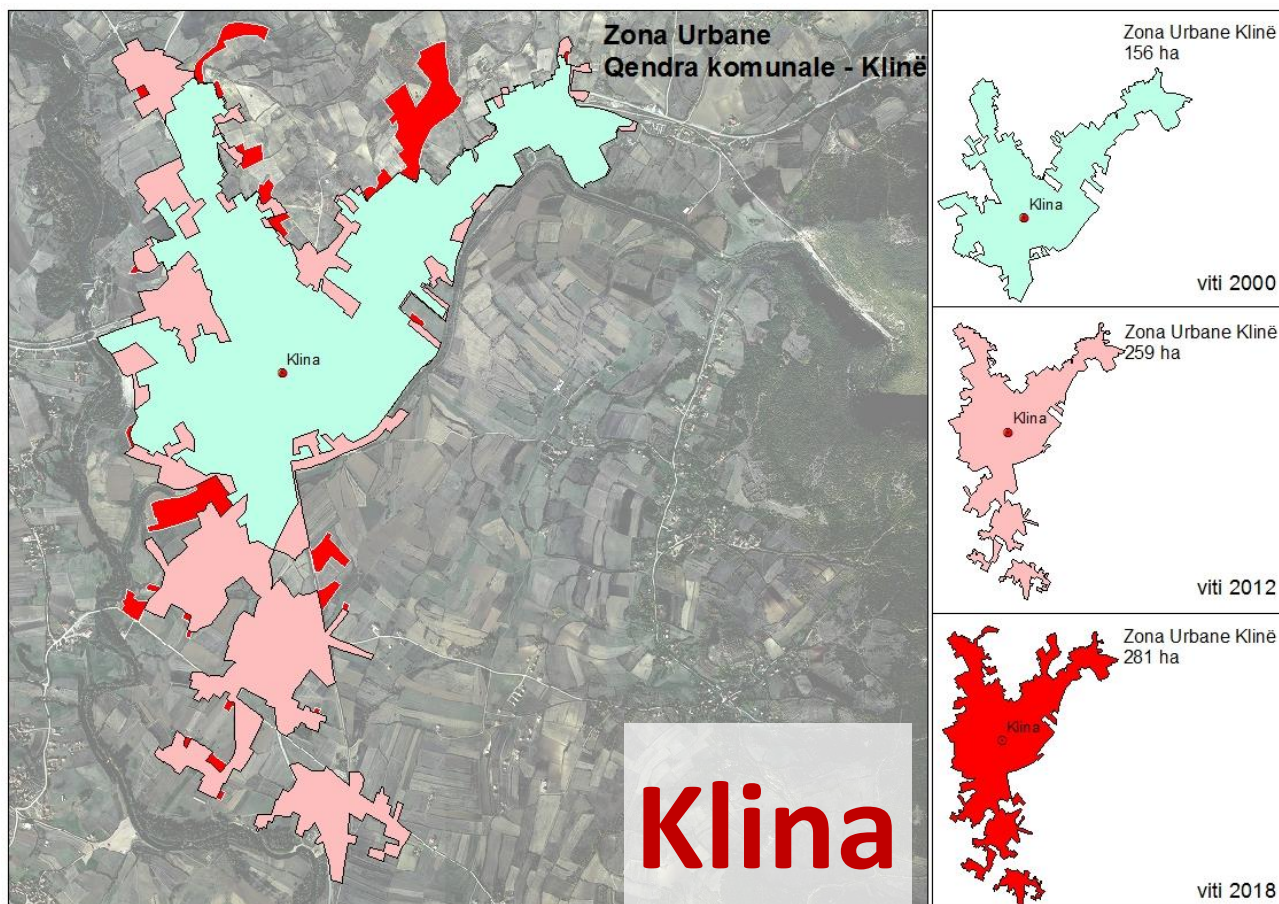 Zona Urbane
Qendra komunale - Klinë
Klina
Klina
Zona Urbane Klinë
156 ha
Klina
viti 2000
Zona Urbane Klinë
259 ha
Klina
viti 2012
Zona Urbane Klinë
281 ha
Klina
viti 2018